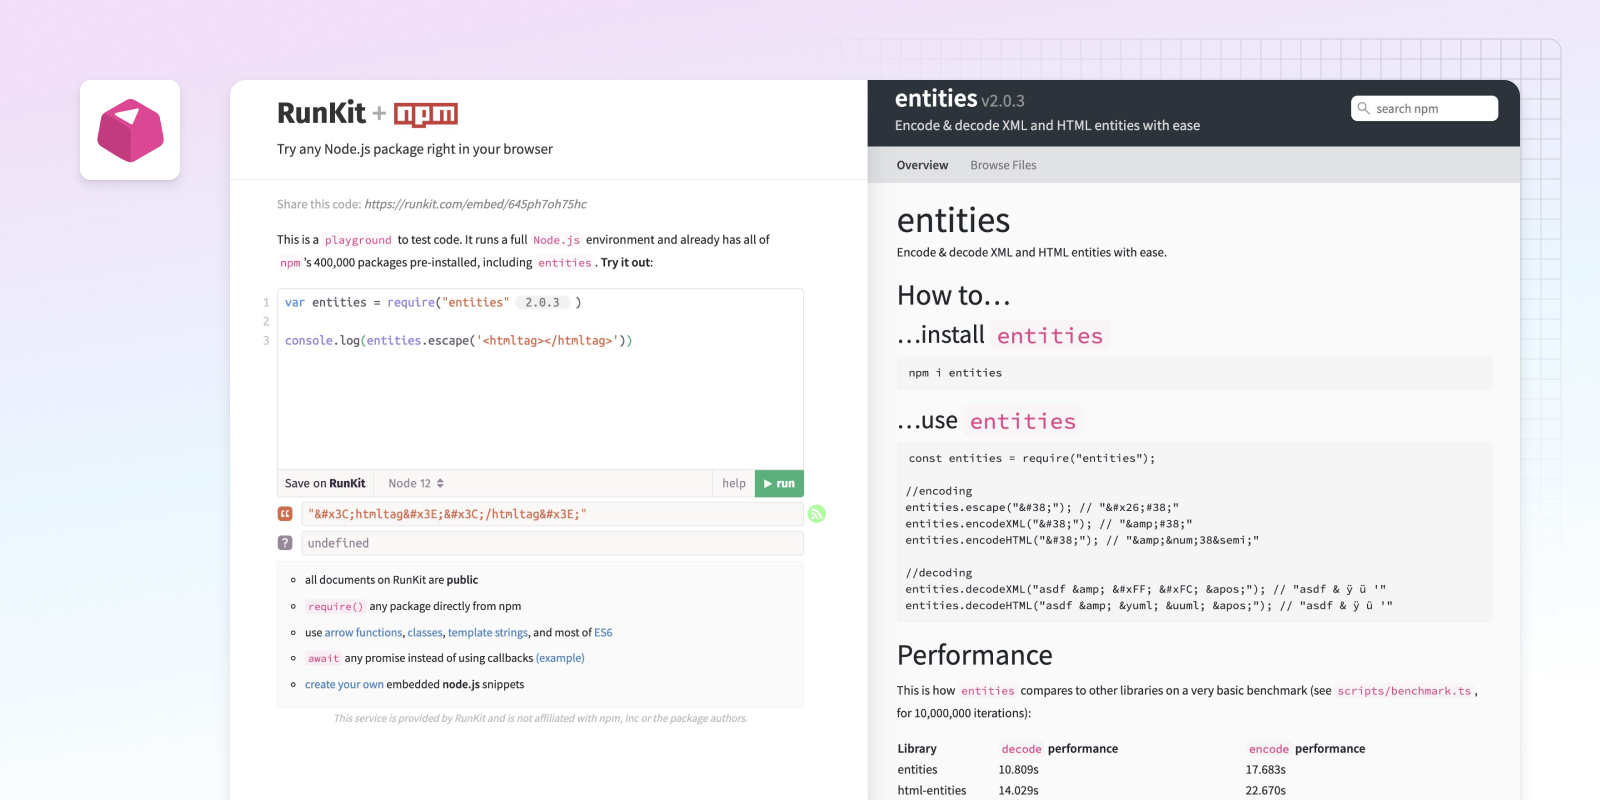 RunKit + npm
Try any Node.js package right in your browser
Share this code: https://runkit.com/embed/645ph7oh75hc
This is a playground to test code. It runs a full Node.js environment and already has all of
npm's 400,000 packages pre-installed, including entities. Try it out:
1 var entities = require("entities" 2.0.3 )
2
3 console.log(entities.escape('<htmltag></htmltag>'))
Save on RunKit Node 12 help run
"&#x3C;htmltag&#x3E;&#x3C;/htmltag&#x3E;"
? undefined
all documents on RunKit are public
require() any package directly from npm
use arrow functions, classes, template strings, and most of ES6
await any promise instead of using callbacks (example)
create your own embedded node.js snippets
This service is provided by RunKit and is not affiliated with npm, Inc or the package authors.
entities v2.0.3
Encode & decode XML and HTML entities with ease
search npm
Overview Browse Files
entities
Encode & decode XML and HTML entities with ease.
How to…
…install entities
npm i entities
…use entities
const entities = require("entities");
//encoding
entities.escape("&#38;"); // "&#x26;#38;"
entities.encodeXML("&#38;"); // "&amp;#38;"
entities.encodeHTML("&#38;"); // "&amp;&num;38&semi;"
//decoding
entities.decodeXML("asdf &amp; &#xFF; &#xFC; &apos;"); // "asdf & ÿ ü '"
entities.decodeHTML("asdf &amp; &yuml; &uuml; &apos;"); // "asdf & ÿ ü '"
Performance
This is how entities compares to other libraries on a very basic benchmark (see scripts/benchmark.ts,
for 10,000,000 iterations):
Library decode performance encode performance
entities 10.809s 17.683s
html-entities 14.029s 22.670s